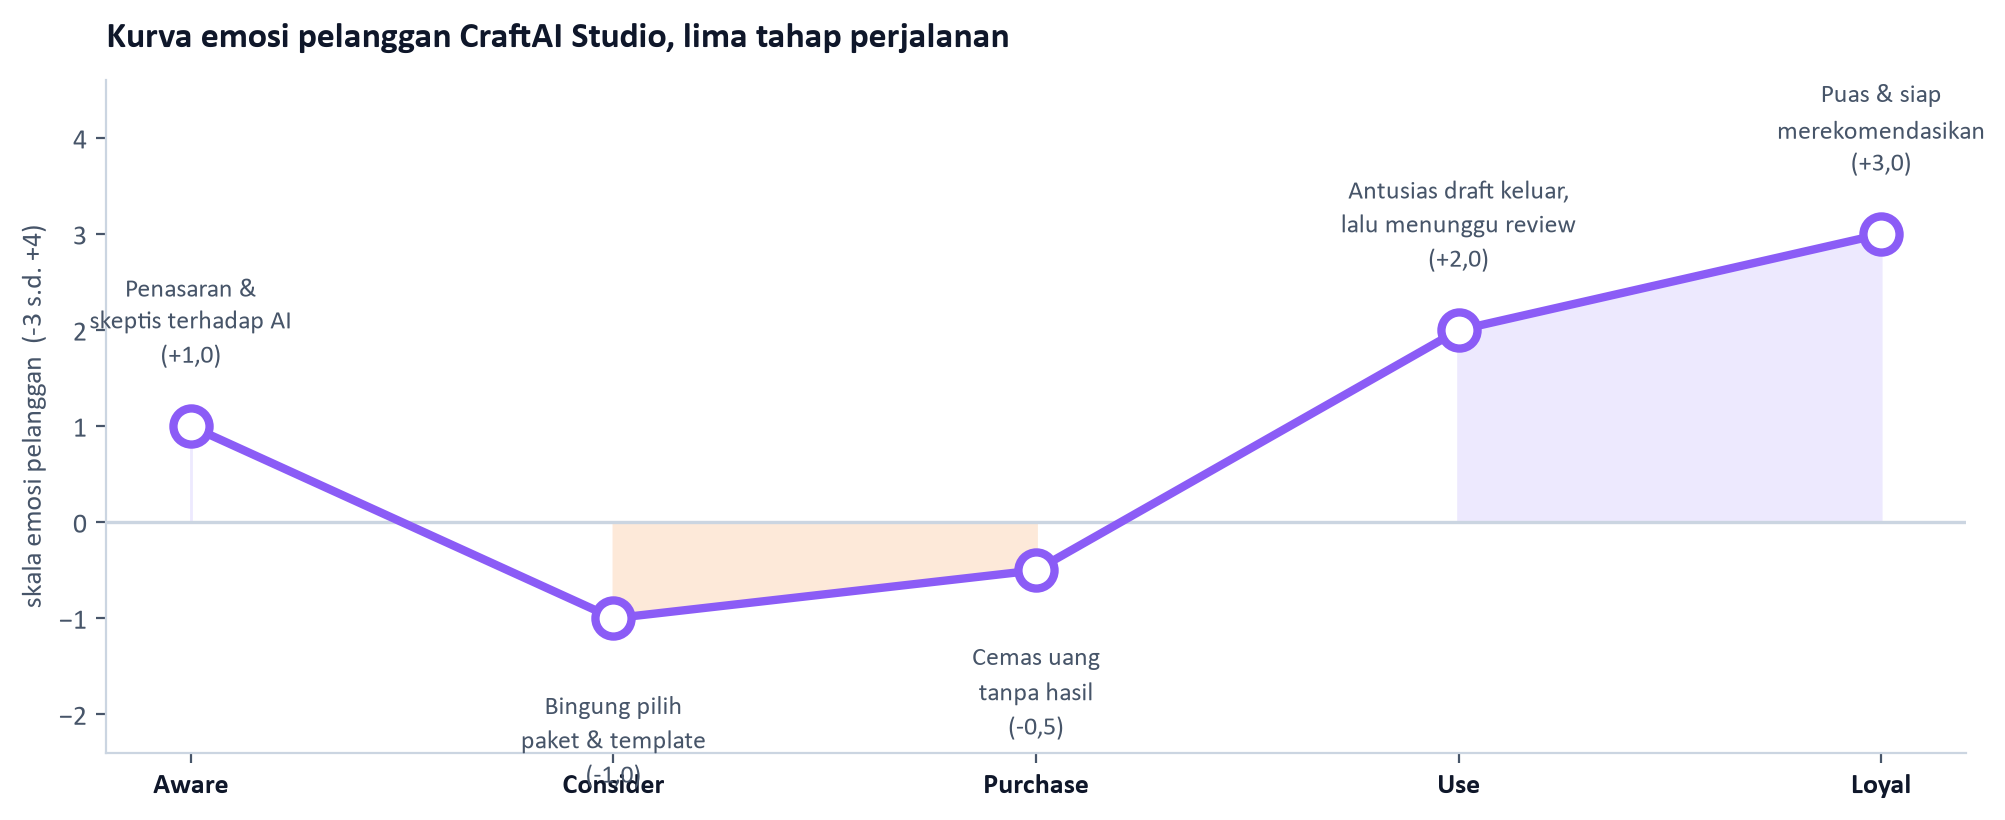 Kurva emosi pelanggan CraftAI Studio, lima tahap perjalanan
skala emosi pelanggan (-3 s.d. +4)
4
3
2
1
0
−1
−2
Penasaran &
skeptis terhadap AI
(+1,0)
Bingung pilih
paket & template
(-1,0)
Cemas uang
tanpa hasil
(-0,5)
Antusias draft keluar,
lalu menunggu review
(+2,0)
Puas & siap
merekomendasikan
(+3,0)
Aware
Consider
Purchase
Use
Loyal